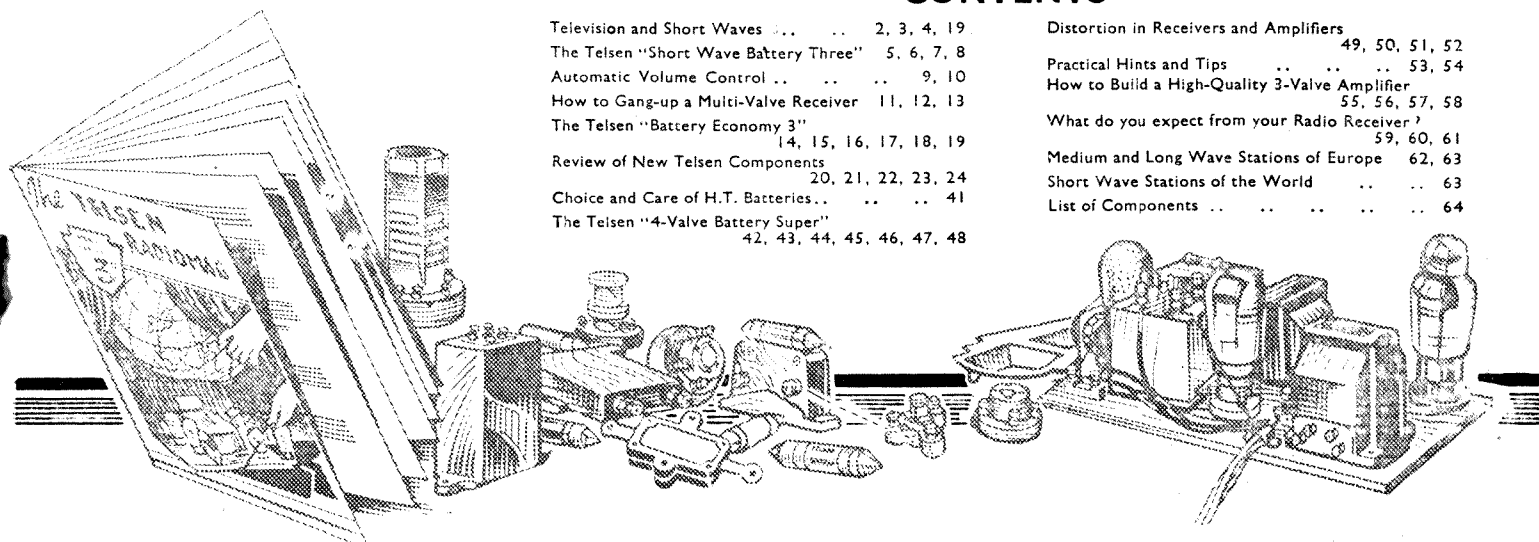 CONTENTS
Television and Short Waves .. .. 2, 3, 4, 19
The Telsen "Short Wave Battery Three" 5, 6, 7, 8
Automatic Volume Control .. .. .. 9, 10
How to Gang-up a Multi-Valve Receiver 11, 12, 13
The Telsen "Battery Economy 3"
14, 15, 16, 17, 18, 19
Review of New Telsen Components
20, 21, 22, 23, 24
Choice and Care of H.T. Batteries.. .. .. 41
The Telsen "4-Valve Battery Super"
42, 43, 44, 45, 46, 47, 48
Distortion in Receivers and Amplifiers
49, 50, 51, 52
Practical Hints and Tips .. .. .. 53, 54
How to Build a High-Quality 3-Valve Amplifier
55, 56, 57, 58
What do you expect from your Radio Receiver?
59, 60, 61
Medium and Long Wave Stations of Europe 62, 63
Short Wave Stations of the World .. .. 63
List of Components .. .. .. .. .. 64
The TELSEN
RADIOMAG